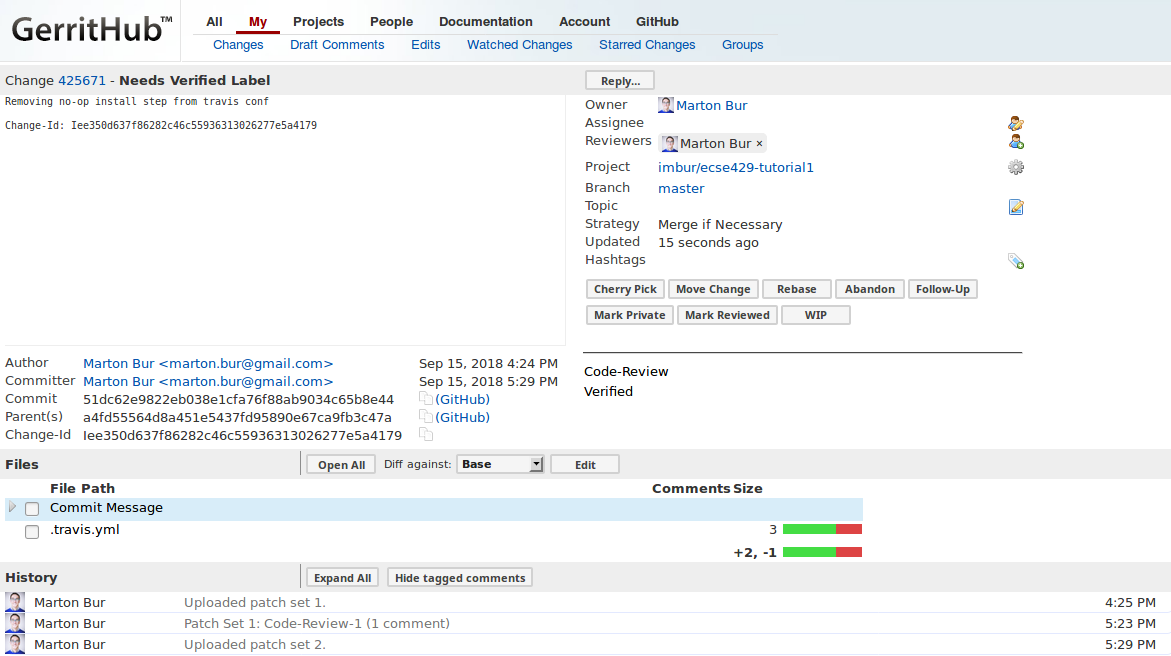 GerritHub™
All My Projects People Documentation Account GitHub
Changes Draft Comments Edits Watched Changes Starred Changes Groups
Change 425671 - Needs Verified Label
Reply...
Removing no-op install step from travis conf
Change-Id: Iee350d637f86282c46c55936313026277e5a4179
Owner Marton Bur
Assignee
Reviewers Marton Bur ×
Project imbur/ecse429-tutorial1
Branch master
Topic
Strategy Merge if Necessary
Updated 15 seconds ago
Hashtags
Cherry Pick Move Change Rebase Abandon Follow-Up
Mark Private Mark Reviewed WIP
Code-Review
Verified
Author Marton Bur <marton.bur@gmail.com> Sep 15, 2018 4:24 PM
Committer Marton Bur <marton.bur@gmail.com> Sep 15, 2018 5:29 PM
Commit 51dc62e9822eb038e1cfa76f88ab9034c65b8e44 (GitHub)
Parent(s) a4fd55564d8a451e5437fd95890e67ca9fb3c47a (GitHub)
Change-Id Iee350d637f86282c46c55936313026277e5a4179
Files Open All Diff against: Base Edit
File Path Comments Size
Commit Message
.travis.yml 3
+2, -1
History Expand All Hide tagged comments
Marton Bur Uploaded patch set 1. 4:25 PM
Marton Bur Patch Set 1: Code-Review-1 (1 comment) 5:23 PM
Marton Bur Uploaded patch set 2. 5:29 PM